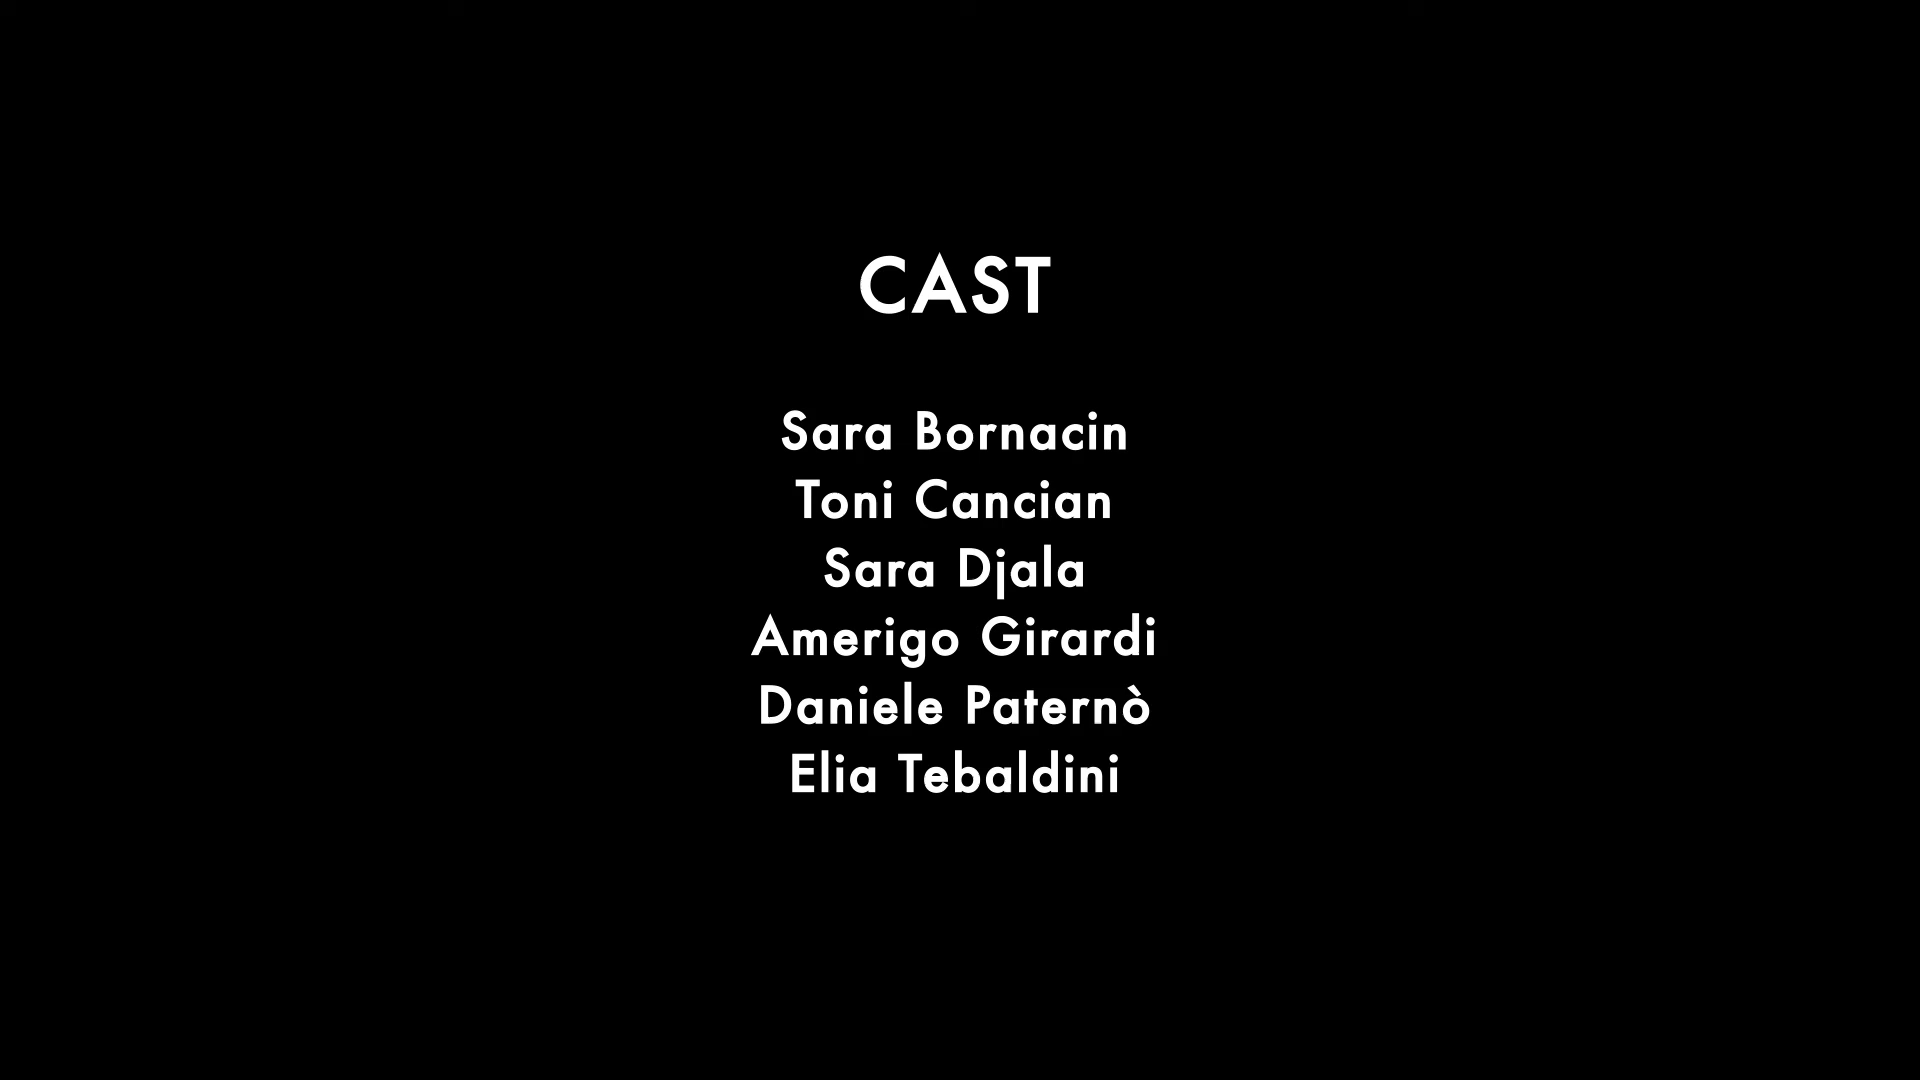 CAST
Sara Bornacin
Toni Cancian
Sara Djala
Amerigo Girardi
Daniele Paternò
Elia Tebaldini